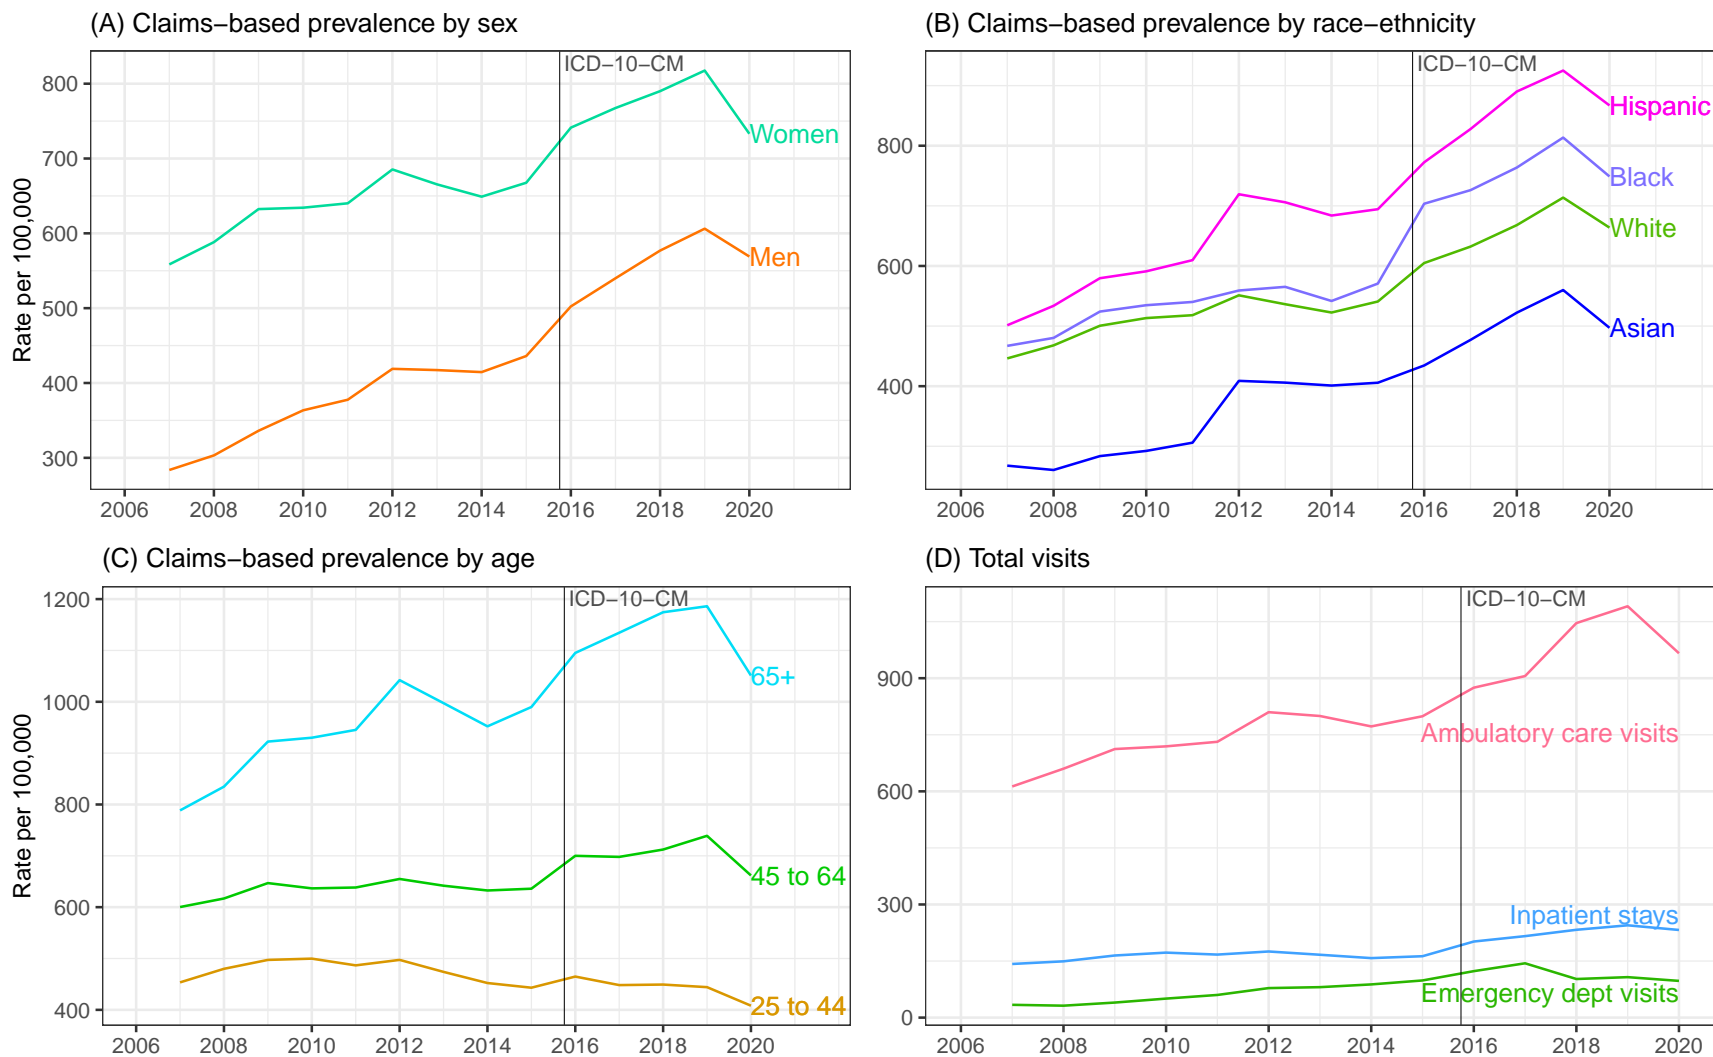 (A) Claims−based prevalence by sex
ICD−10−CM
Women
Men
Rate per 100,000
800
700
600
500
400
300
2006 2008 2010 2012 2014 2016 2018 2020
(B) Claims−based prevalence by race−ethnicity
ICD−10−CM
Hispanic
Black
White
Asian
800
600
400
2006 2008 2010 2012 2014 2016 2018 2020
(C) Claims−based prevalence by age
ICD−10−CM
65+
45 to 64
25 to 44
Rate per 100,000
1200
1000
800
600
400
2006 2008 2010 2012 2014 2016 2018 2020
(D) Total visits
ICD−10−CM
Ambulatory care visits
Inpatient stays
Emergency dept visits
900
600
300
0
2006 2008 2010 2012 2014 2016 2018 2020